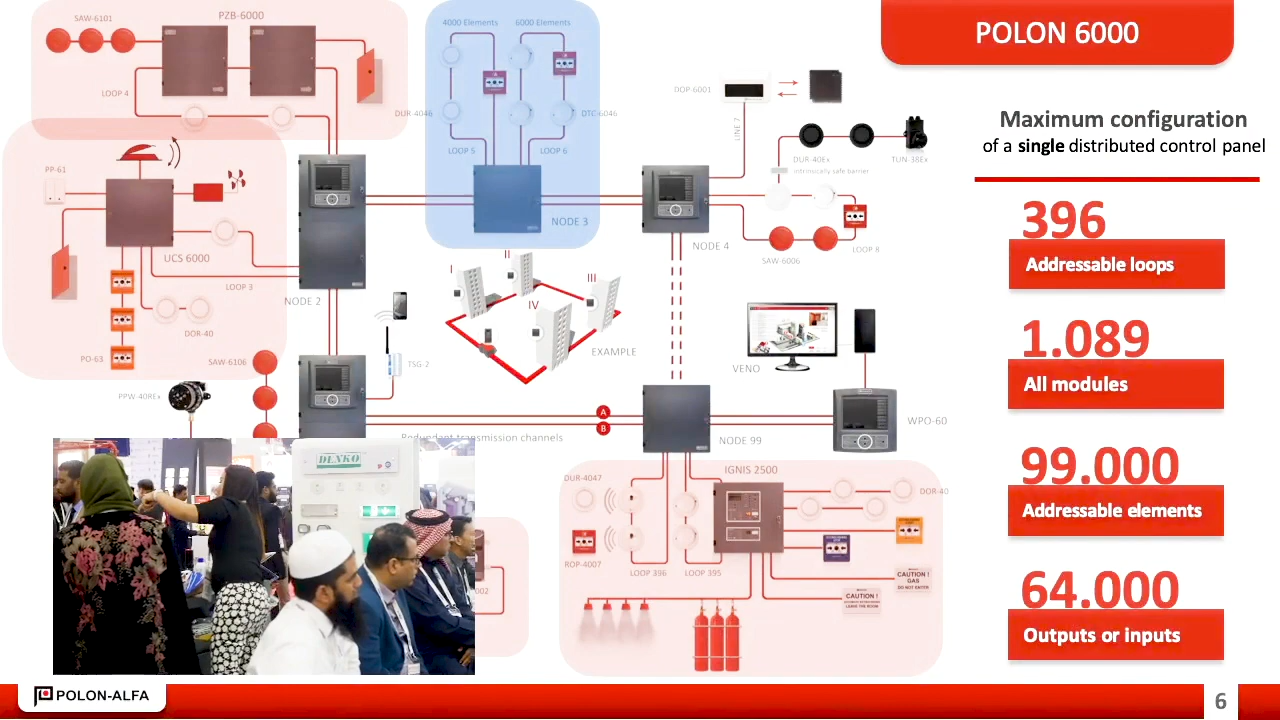 POLON 6000
Maximum configuration
of a single distributed control panel
396
Addressable loops
1.089
All modules
99.000
Addressable elements
64.000
Outputs or inputs
SAW-6101
PZB-6000
LOOP 4
PP-61
UCS 6000
LOOP 3
DOR-40
PO-63
NODE 2
4000 Elements
6000 Elements
DUR-4046
DTC-6046
LOOP 5
LOOP 6
NODE 3
DOP-6001
LINE 7
DUR-40Ex
TUN-38Ex
intrinsically safe barrier
NODE 4
SAW-6006
LOOP 8
I
II
III
IV
EXAMPLE
TSG-2
SAW-6106
PPW-40REx
VENO
WPO-60
A
B
Redundant transmission channels
NODE 99
IGNIS 2500
DUR-4047
DOR-40
ROP-4007
LOOP 396
LOOP 395
CAUTION !
GAS
DO NOT ENTER
CAUTION !
LEAVE THE ROOM
002
POLON-ALFA
6